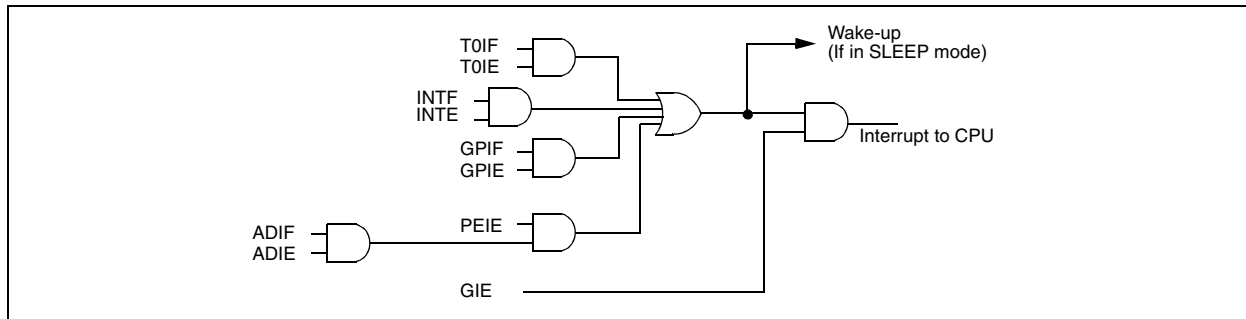 Wake-up
(If in SLEEP mode)
T0IF
T0IE
INTF
INTE
GPIF
GPIE
Interrupt to CPU
PEIE
ADIF
ADIE
GIE